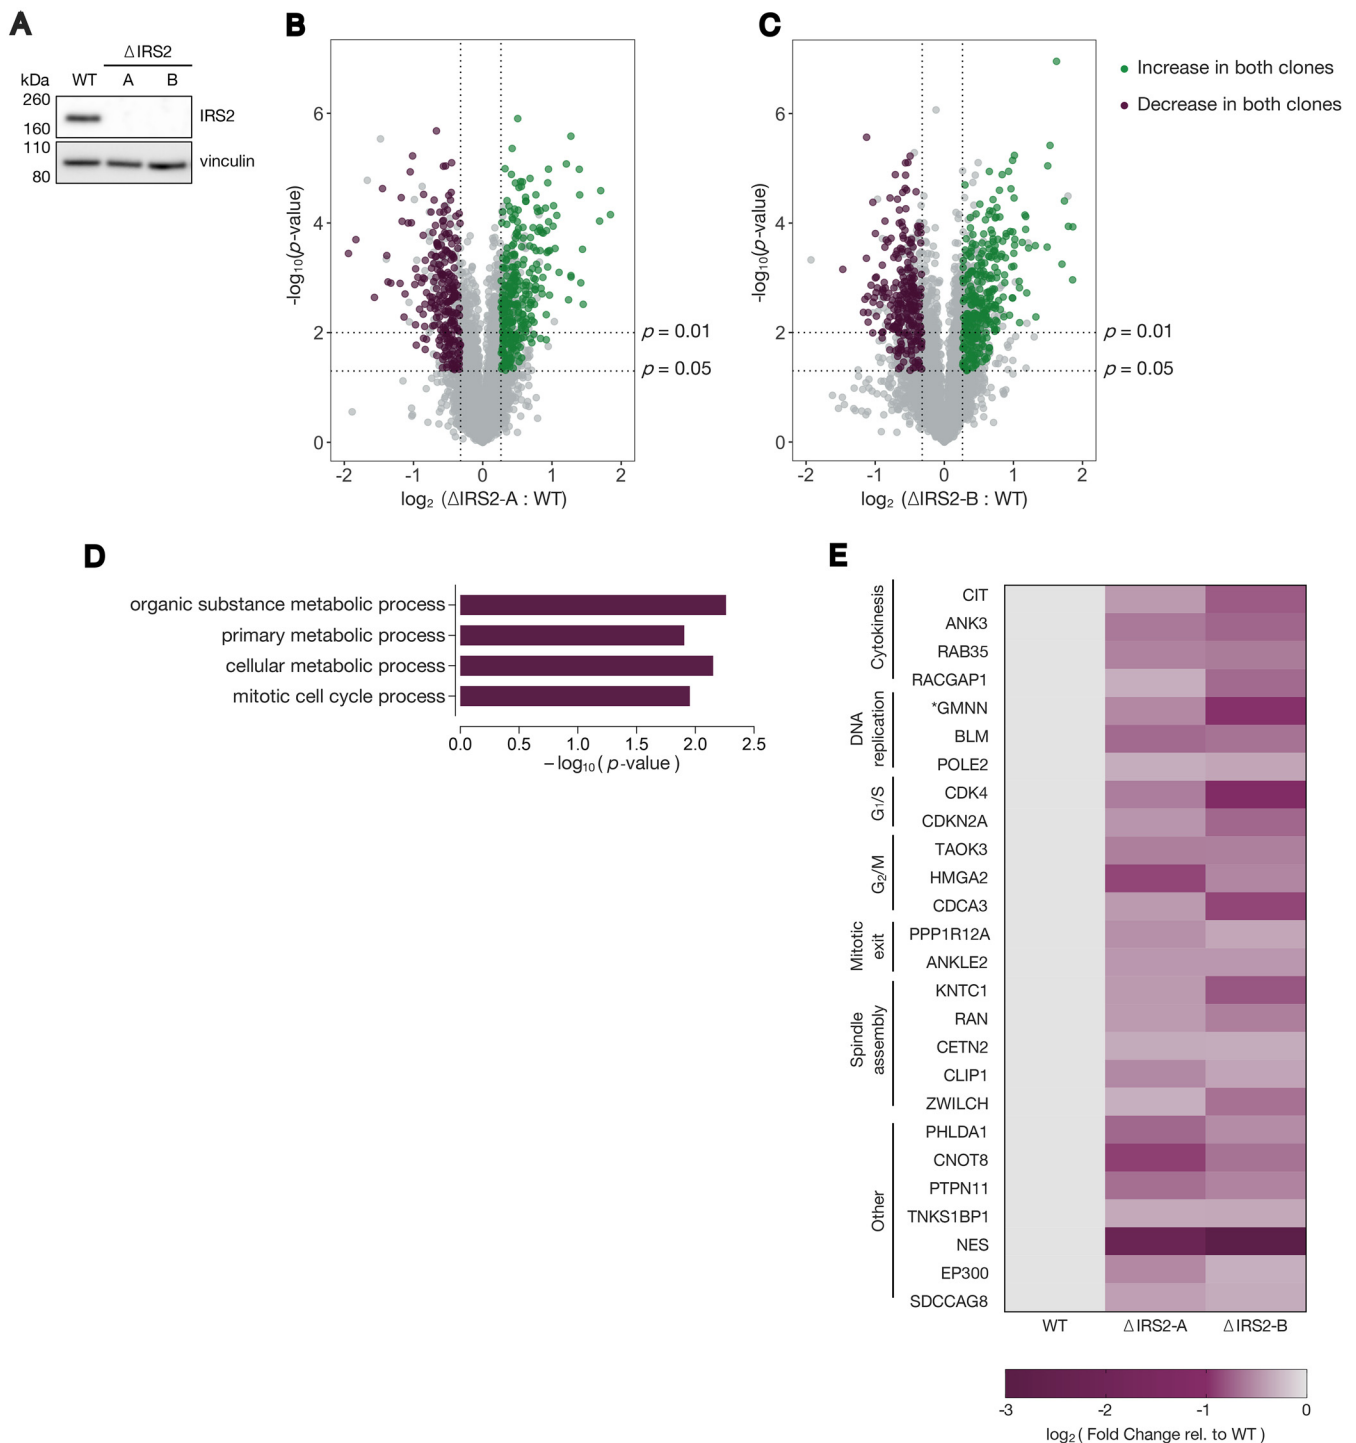 A
Δ IRS2
kDa WT A B
260
160
IRS2
110
80
vinculin
B
-log10(p-value)
6
4
2
0
p = 0.01
p = 0.05
-2 -1 0 1 2
log2 (ΔIRS2-A : WT)
C
-log10(p-value)
6
4
2
0
p = 0.01
p = 0.05
-2 -1 0 1 2
log2 (ΔIRS2-B : WT)
Increase in both clones
Decrease in both clones
D
organic substance metabolic process
primary metabolic process
cellular metabolic process
mitotic cell cycle process
0.0 0.5 1.0 1.5 2.0 2.5
−log10(p-value)
E
Cytokinesis
CIT
ANK3
RAB35
RACGAP1
DNA
replication
*GMNN
BLM
POLE2
G1/S
CDK4
CDKN2A
G2/M
TAOK3
HMGA2
CDCA3
Mitotic
exit
PPP1R12A
ANKLE2
Spindle
assembly
KNTC1
RAN
CETN2
CLIP1
ZWILCH
Other
PHLDA1
CNOT8
PTPN11
TNKS1BP1
NES
EP300
SDCCAG8
WT Δ IRS2-A Δ IRS2-B
-3 -2 -1 0
log2 ( Fold Change rel. to WT )